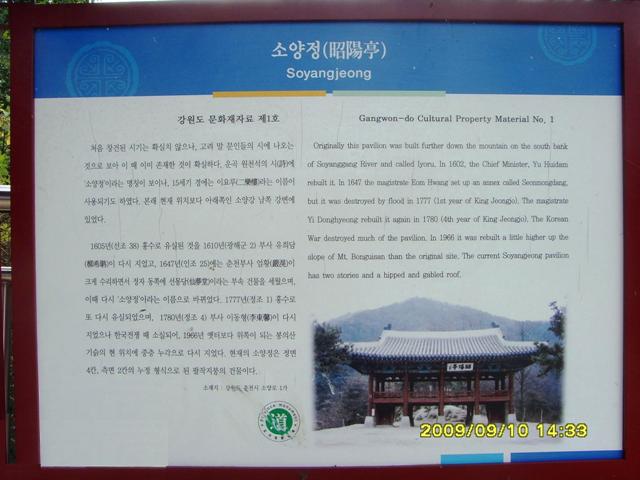 소양정(昭陽亭)
Soyangjeong
강원도 문화재자료 제1호
처음 창건된 시기는 확실치 않으나, 고려 말 문인들의 시에 나오는
것으로 보아 이 때 이미 존재한 것이 확실하다. 운곡 원천석의 시(詩)에
'소양정'이라는 명칭이 보이나, 15세기 경에는 이요루(二樂樓)라는 이름이
사용되기도 하였다. 본래 현재 위치보다 아래쪽인 소양강 남쪽 강변에
있었다.
1605년(선조 38) 홍수로 유실된 것을 1610년(광해군 2) 부사 유희담
이 다시 지었고, 1647년(인조 25)에는 춘천부사 엄황(嚴愰)이
크게 수리하면서 정자 동쪽에 선몽당(仙夢堂)이라는 부속 건물을 세웠으며,
이때 다시 '소양정'이라는 이름으로 바뀌었다. 1777년(정조 1) 홍수로
또 다시 유실되었으며, 1780년(정조 4) 부사 이동형(李東馨)이 다시
지었으나 한국전쟁 때 소실되어, 1966년 옛터보다 위쪽이 되는 봉의산
기슭의 현 위치에 중층 누각으로 다시 지었다. 현재의 소양정은 정면
4칸, 측면 2칸의 누정 형식으로 된 팔작지붕의 건물이다.
소재지 : 강원도 춘천시 소양로 1가
Gangwon-do Cultural Property Material No. 1
Originally this pavilion was built further down the mountain on the south bank
of Soyanggang River and called Iyoru. In 1602, the Chief Minister, Yu Huidam
rebuilt it. In 1647 the magistrate Eom Hwang set up an annex called Seonmongdang,
but it was destroyed by flood in 1777 (1st year of King Jeongjo). The magistrate
Yi Donghyeong rebuilt it again in 1780 (4th year of King Jeongjo). The Korean
War destroyed much of the pavilion. In 1966 it was rebuilt a little higher up the
slope of Mt. Bonguisan than the original site. The current Soyangjeong pavilion
has two stories and a hipped and gabled roof.
道
2009/09/10 14:33